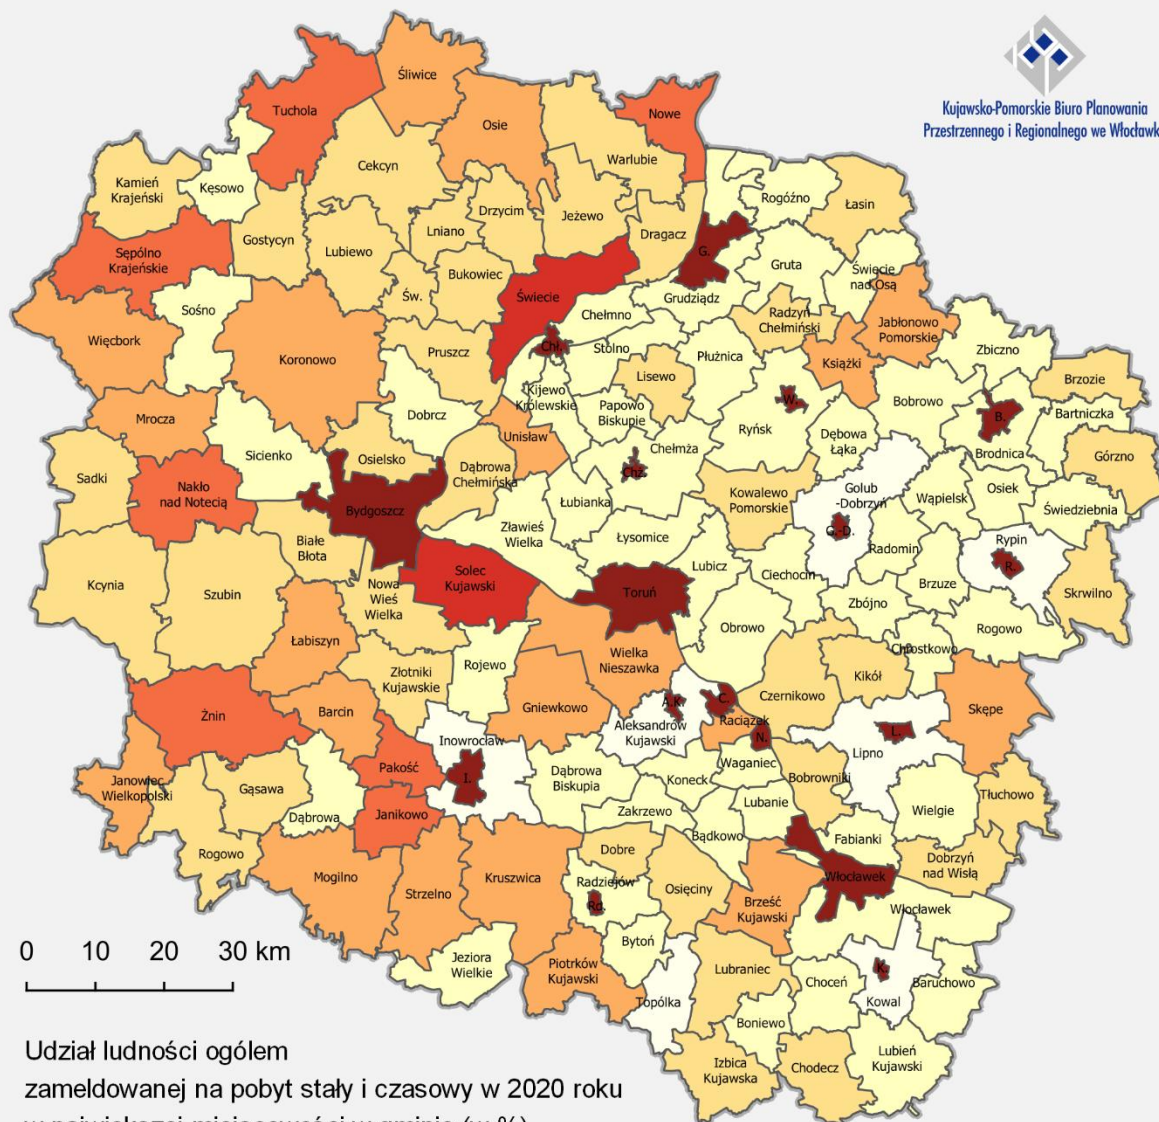 Kujawsko-Pomorskie Biuro Planowania
Przestrzennego i Regionalnego we Włocławk
Śliwice
Tuchola
Osie
Nowe
Cekcyn
Warlubie
Kamień
Krajeński
Kęsowo
Rogóźno
Łasin
Drzycim
Jeżewo
Gostycyn
Lubiewo
Lniano
Dragacz
Sępólno
Krajeńskie
G.
Gruta
Święcie
nad Osą
Bukowiec
Św.
Świecie
Grudziądz
Sośno
Chełmno
Radzyń
Chełmiński
Jabłonowo
Pomorskie
Więcbork
Koronowo
Pruszcz
Chł.
Stolno
Płużnica
Książki
Zbiczno
Lisewo
Brzozie
Kijewo
Królewskie
W.
Bobrowo
B.
Bartniczka
Mrocza
Dobrcz
Papowo
Biskupie
Unisław
Ryńsk
Dębowa
Łąka
Sicienko
Osielsko
Chełmża
Brodnica
Górzno
Sadki
Dąbrowa
Chełmińska
Chż.
Nakło
nad Notecią
Kowalewo
Pomorskie
Golub
-Dobrzyń
Wąpielsk
Osiek
Bydgoszcz
Łubianka
Świedziebnia
Zławieś
Wielka
G.-D.
Białe
Błota
Łysomice
Radomin
Rypin
R.
Lubicz
Solec
Kujawski
Ciechocin
Kcynia
Szubin
Nowa
Wieś
Wielka
Toruń
Brzuze
Skrwilno
Zbójno
Obrowo
Rogowo
Łabiszyn
Wielka
Nieszawka
Chrostkowo
Złotniki
Kujawskie
Rojewo
Kikół
Czernikowo
Żnin
Barcin
Gniewkowo
A.K.
C.
Skępe
Aleksandrów
Kujawski
Raciążek
N.
L.
Inowrocław
Lipno
Pakość
I.
Waganiec
Janowiec
Wielkopolski
Gąsawa
Dąbrowa
Biskupia
Koneck
Bobrowniki
Tłuchowo
Lubanie
Janikowo
Dąbrowa
Zakrzewo
Wielgie
Bądkowo
Fabianki
Rogowo
Dobre
Dobrzyń
nad Wisłą
Mogilno
Strzelno
Kruszwica
Radziejów
Osięciny
Włocławek
Rd.
Brześć
Kujawski
Włocławek
Bytoń
0 10 20 30 km
Jeziora
Wielkie
Piotrków
Kujawski
Lubraniec
K.
Choceń
Baruchowo
Topólka
Kowal
Boniewo
Izbica
Kujawska
Chodecz
Lubień
Kujawski
Udział ludności ogółem
zameldowanej na pobyt stały i czasowy w 2020 roku
w największej miejscowości w gminie (w %)